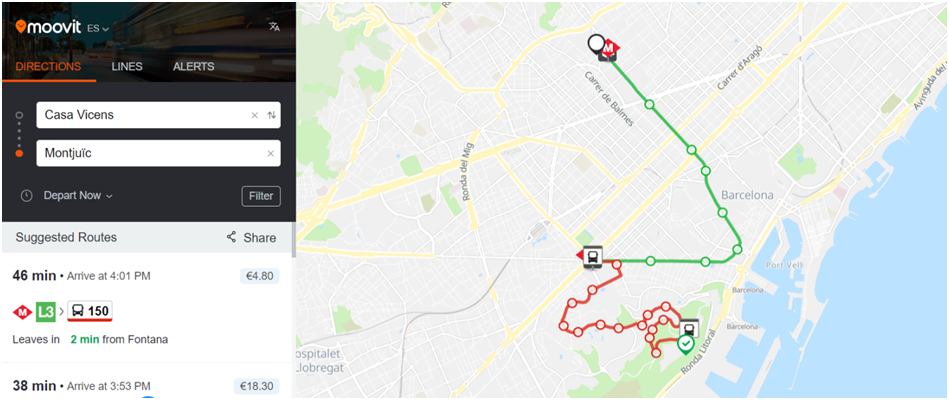 moovit ES
DIRECTIONS LINES ALERTS
Casa Vicens
Montjuïc
Depart Now Filter
Suggested Routes Share
46 min • Arrive at 4:01 PM €4.80
M L3 > 150
Leaves in 2 min from Fontana
38 min • Arrive at 3:53 PM €18.30
M
Carrer de Balmes
Carrer d'Aragó
Avinguda del
Ronda del Mig
Barcelona
Port Vell
Barcelona
Barcelona
Ronda Litoral
ospitalet
Llobregat